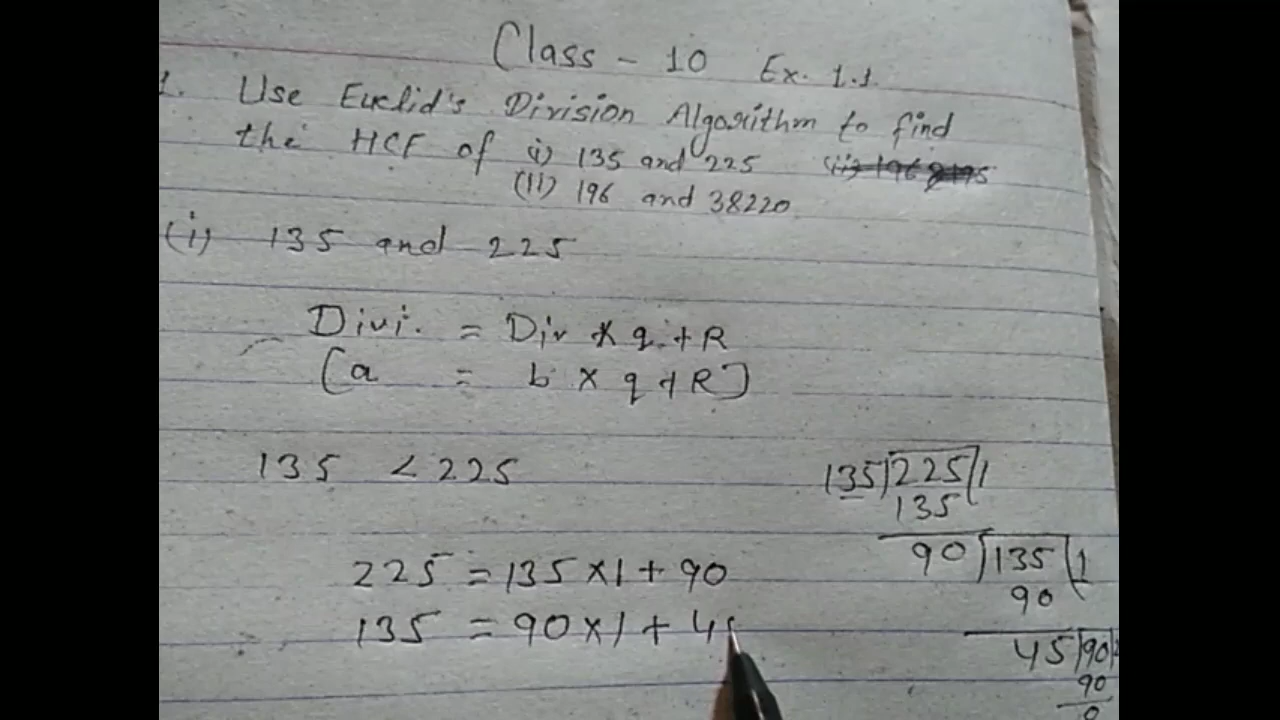 Class - 10 Ex. 1.1
1. Use Euclid's Division Algorithm to find
the HCF of i) 135 and 225
(II) 196 and 38220
(i) 135 and 225
Divi. = Div × q + R
[a = b × q + R]
135 < 225
225 = 135 × 1 + 90
135 = 90 × 1 + 4
135)225(1
135
90)135(1
90
45)90(
90
0